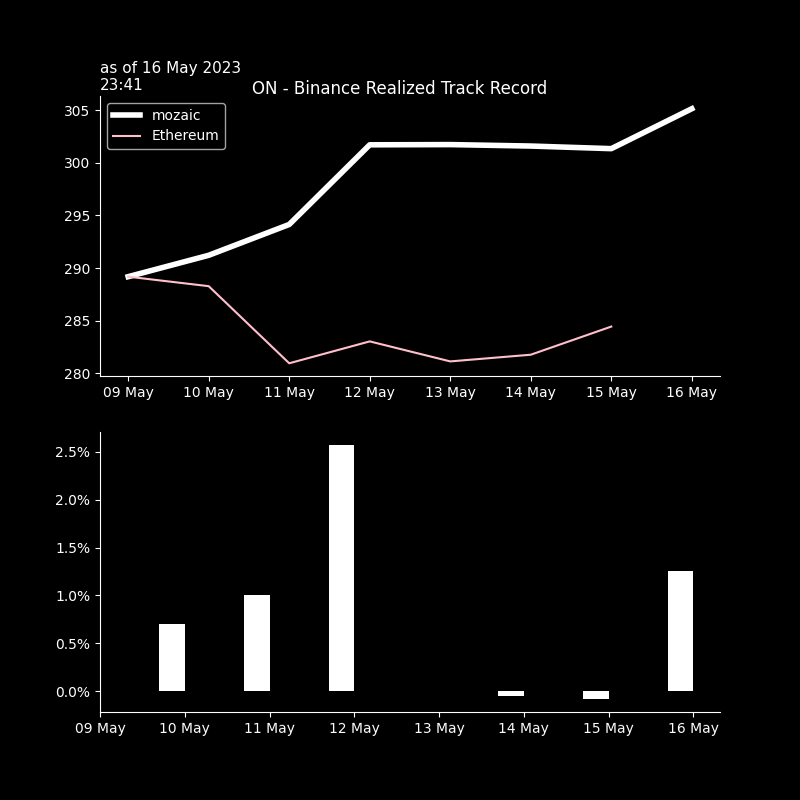 as of 16 May 2023
23:41
ON - Binance Realized Track Record
mozaic
Ethereum
305
300
295
290
285
280
09 May 10 May 11 May 12 May 13 May 14 May 15 May 16 May
2.5%
2.0%
1.5%
1.0%
0.5%
0.0%
09 May 10 May 11 May 12 May 13 May 14 May 15 May 16 May